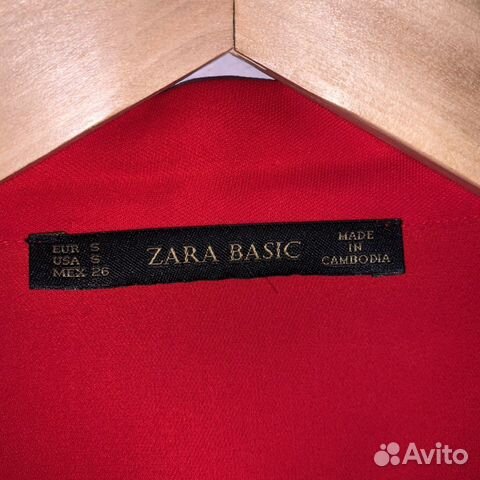 EUR S
USA S
MEX 26
ZARA BASIC
MADE
IN
CAMBODIA
Avito